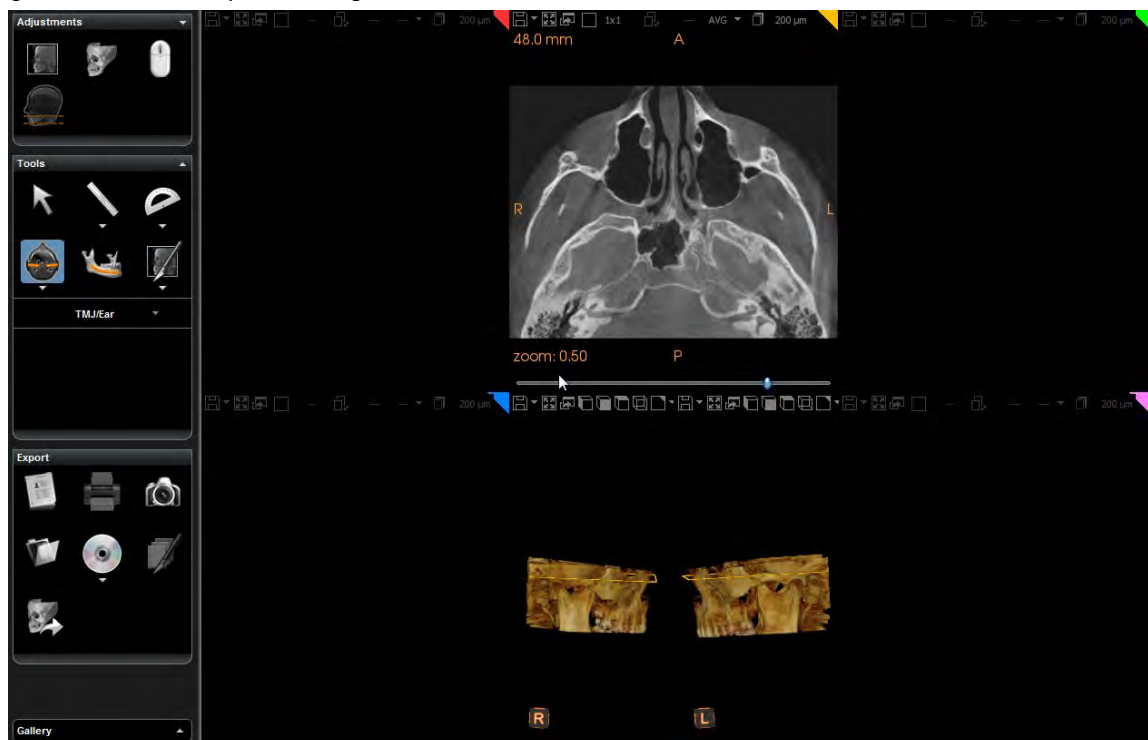 Adjustments
200 µm
1x1
AVG
200 µm
200 µm
48.0 mm
A
R
L
Tools
zoom: 0.50
P
TMJ/Ear
200 µm
200 µm
Export
R
L
Gallery